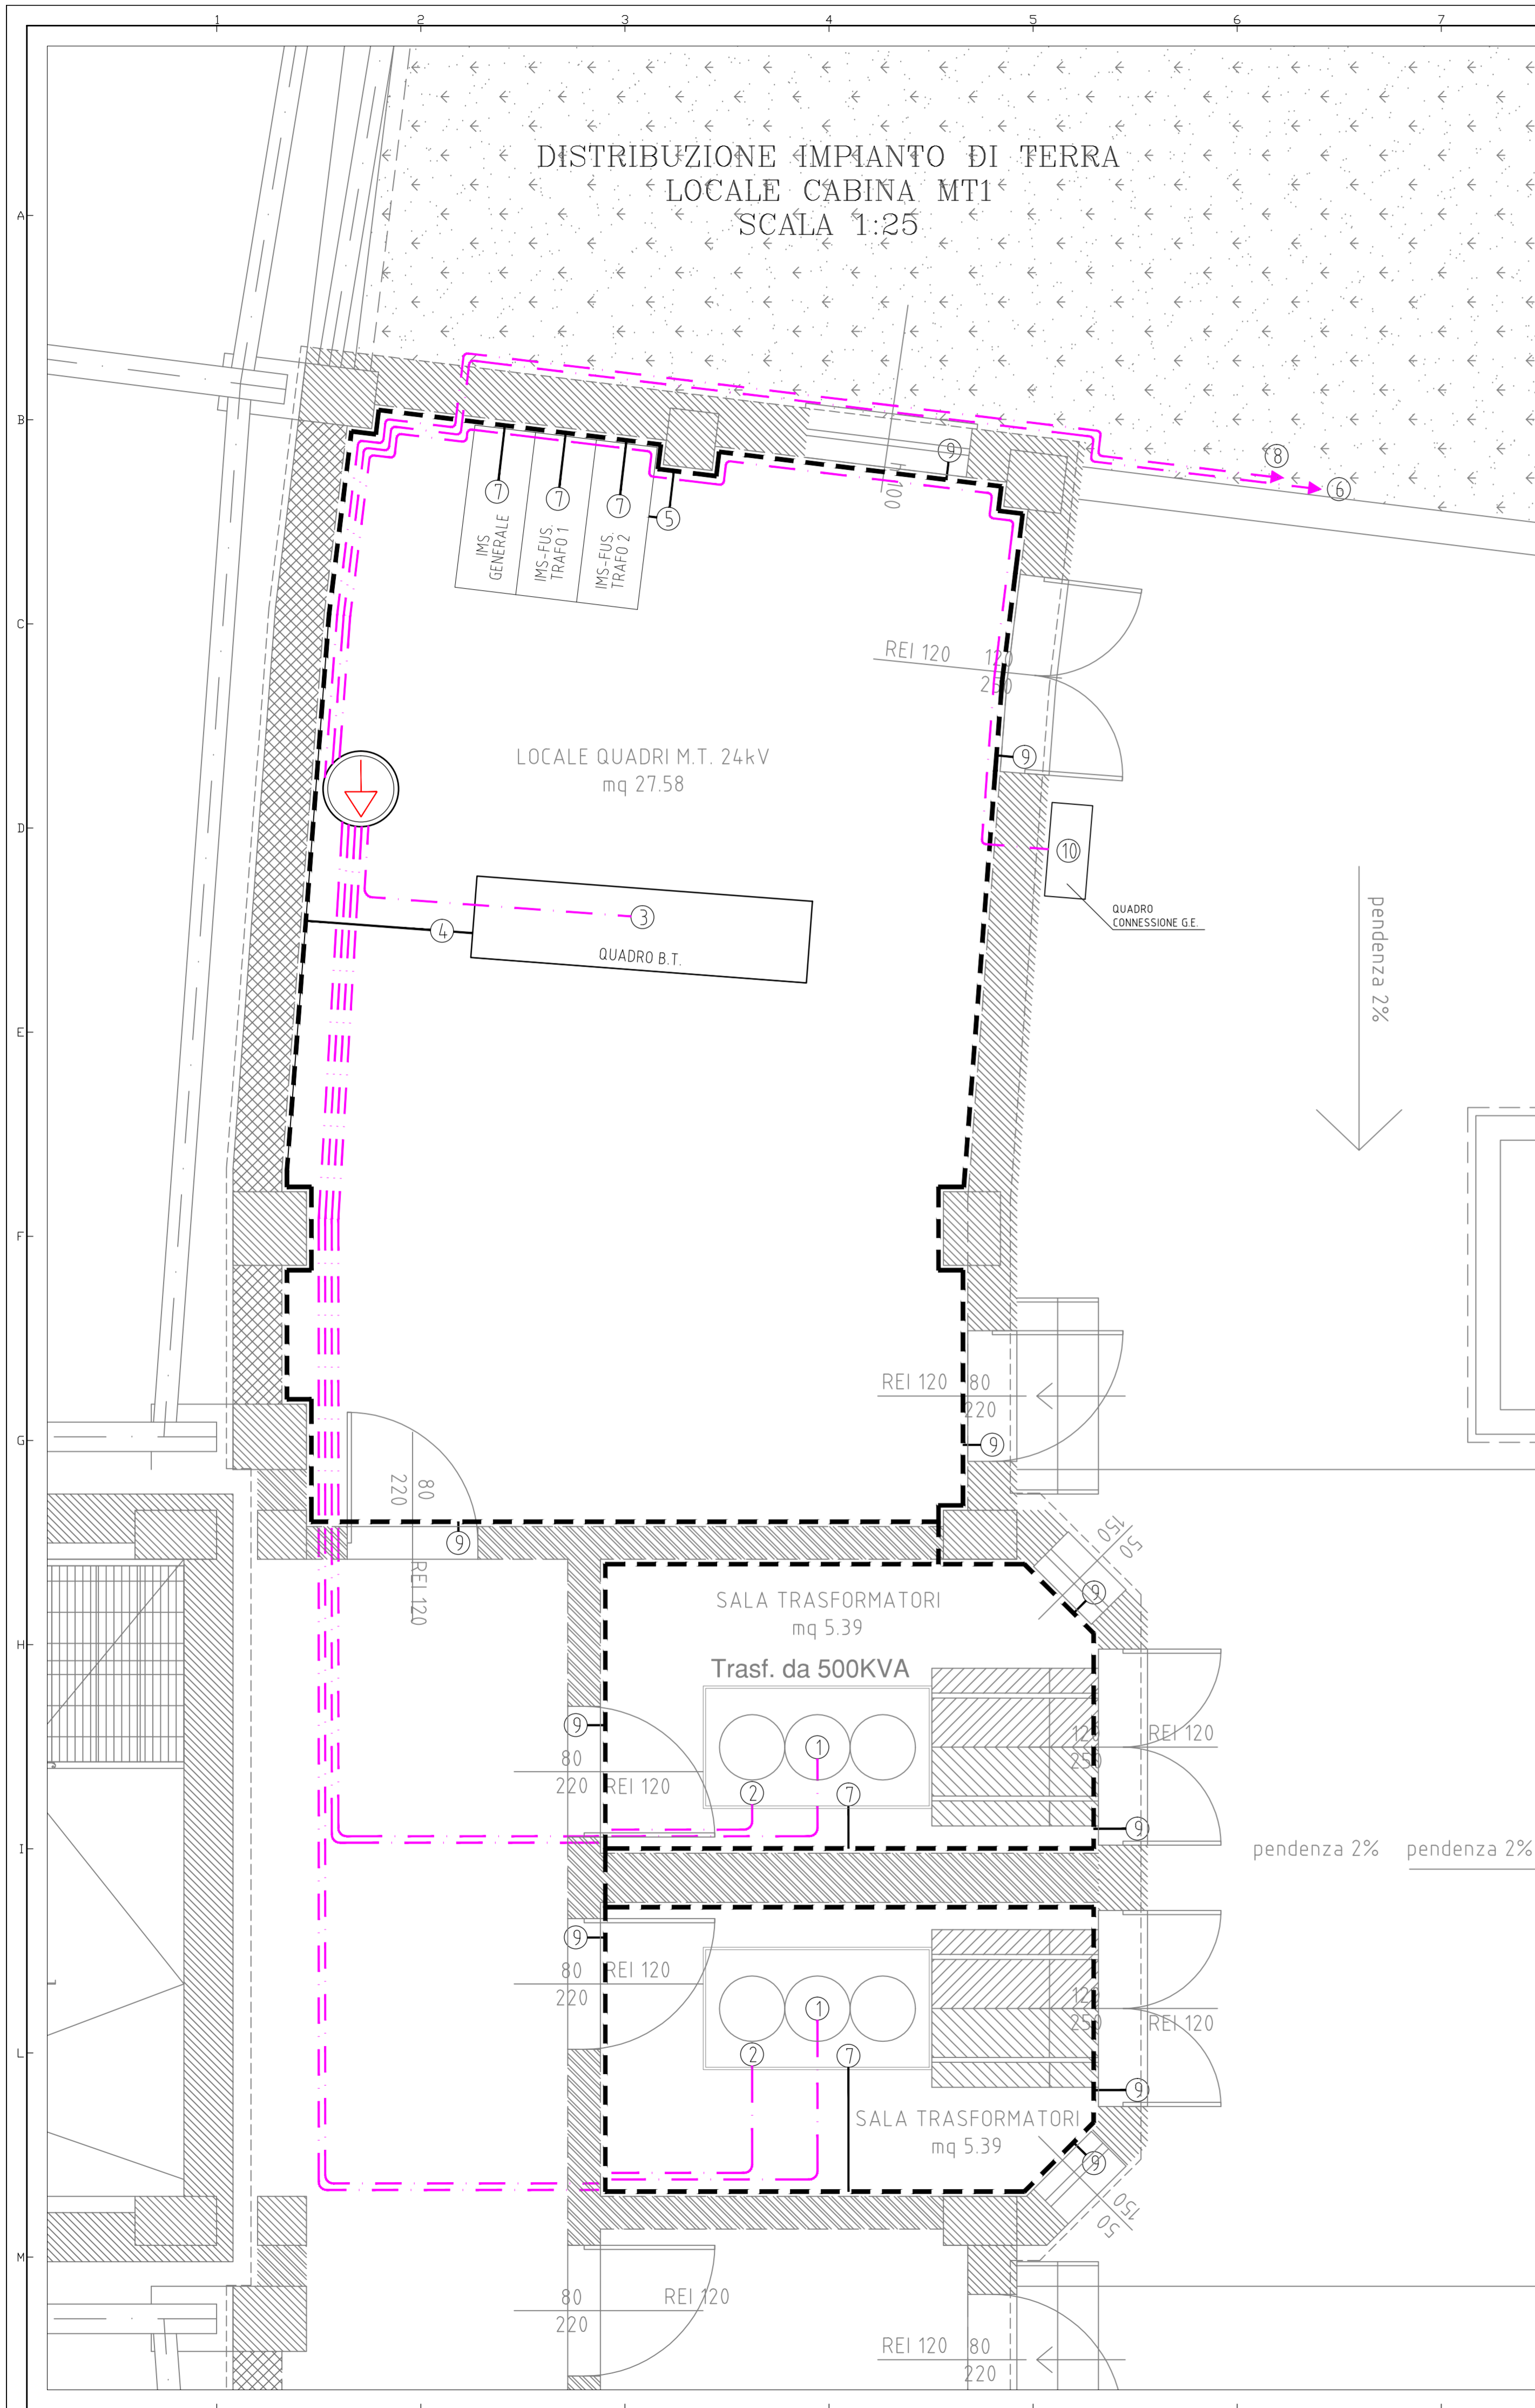 1 2 3 4 5 6 7
DISTRIBUZIONE IMPIANTO DI TERRA
LOCALE CABINA MT1
SCALA 1:25
A
B
9
8
6
7
7
7
5
H 100
IMS
GENERALE
IMS-FUS.
TRAFO 1
IMS-FUS.
TRAFO 2
C
REI 120
120
250
LOCALE QUADRI M.T. 24kV
mq 27.58
9
D
10
QUADRO
CONNESSIONE G.E.
3
4
QUADRO B.T.
pendenza 2%
E
F
REI 120 80
220
G
9
80
220
REI 120
9
150
50
9
SALA TRASFORMATORI
mq 5.39
H
Trasf. da 500KVA
9
1
120
250
REI 120
80
220
REI 120
2
7
9
I
pendenza 2%
pendenza 2%
9
80
220
REI 120
1
120
250
REI 120
L
2
7
9
SALA TRASFORMATORI
mq 5.39
9
150
50
M
80
220
REI 120
REI 120 80
220